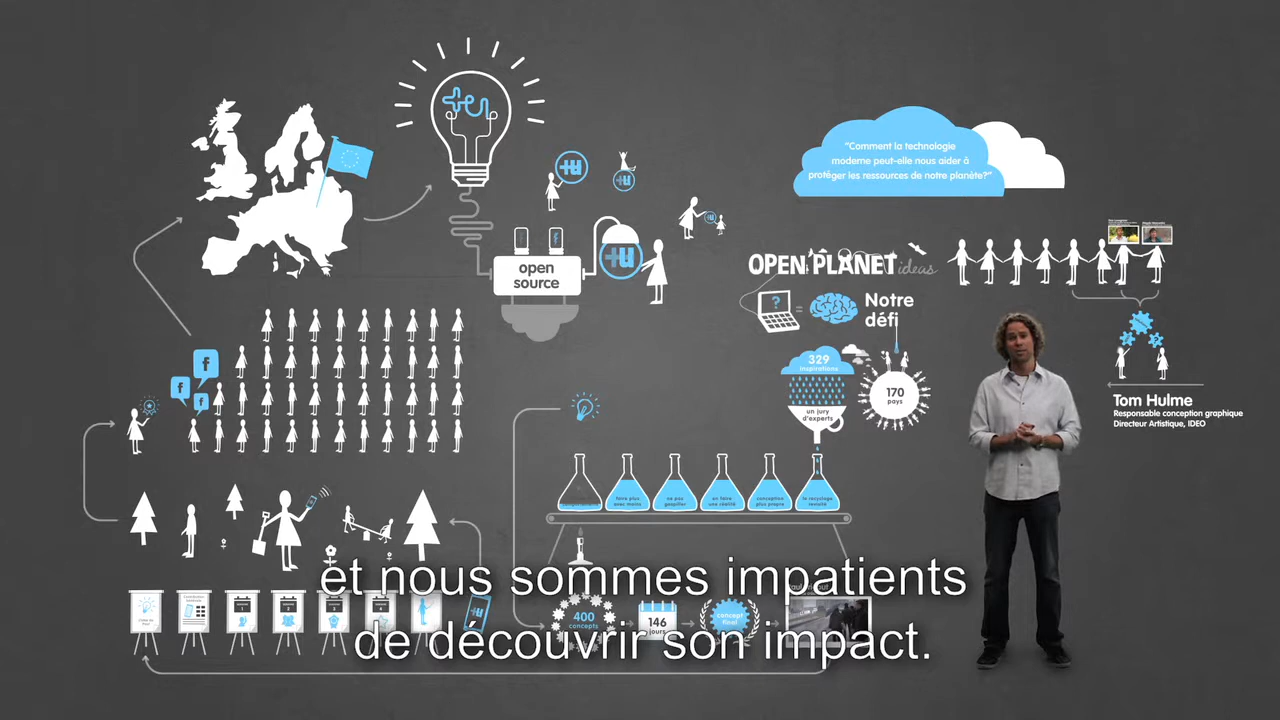 "Comment la technologie
moderne peut-elle nous aider à
protéger les ressources de notre planète?"
open
source
OPEN PLANET ideas
?
=
Notre
défi
329
inspirations
170
pays
un jury
d'experts
Tom Hulme
Responsable conception graphique
Directeur Artistique, IDEO
faire plus
avec moins
ne pas
gaspiller
en faire
une réalité
conception
plus propre
le recyclage
revisité
400
concepts
146
jours
concept
final
et nous sommes impatients
de découvrir son impact.